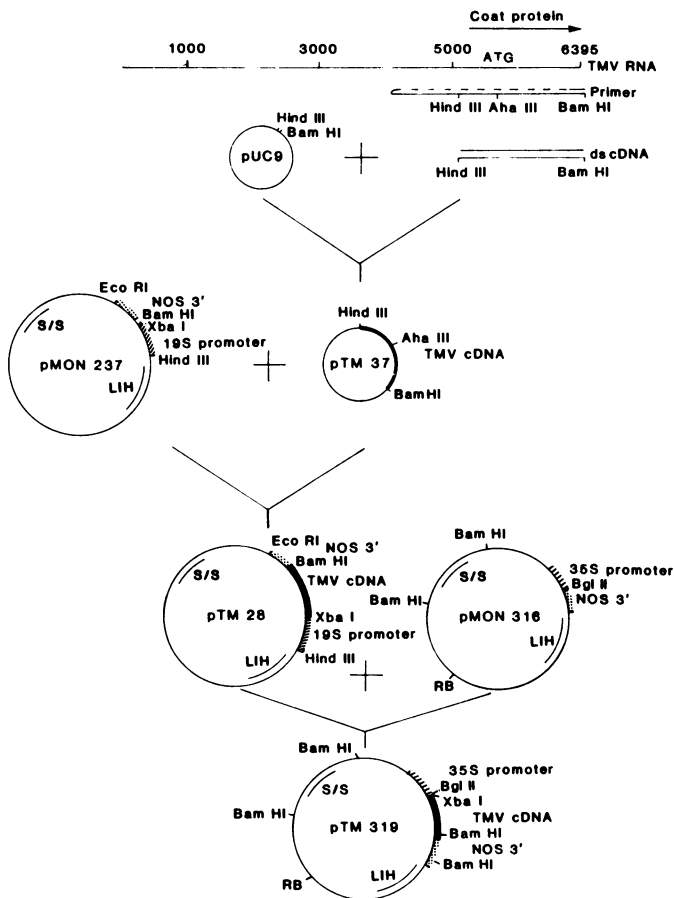 Coat protein
1000 3000 5000 ATG 6395
TMV RNA
Primer
Hind III Aha III Bam HI
Hind III
Bam HI
pUC9
ds cDNA
Hind III Bam HI
Eco RI
NOS 3'
Bam HI
Xba I
19S promoter
Hind III
S/S
pMON 237
LIH
Hind III
Aha III
TMV cDNA
pTM 37
Bam HI
Eco RI
NOS 3'
Bam HI
TMV cDNA
S/S
pTM 28
Xba I
19S promoter
LIH
Hind III
Bam HI
35S promoter
S/S
Bgl II
NOS 3'
Bam HI
pMON 316
LIH
RB
Bam HI
35S promoter
Bgl II
S/S
Xba I
TMV cDNA
Bam HI
pTM 319
Bam HI
NOS 3'
Bam HI
RB
LIH